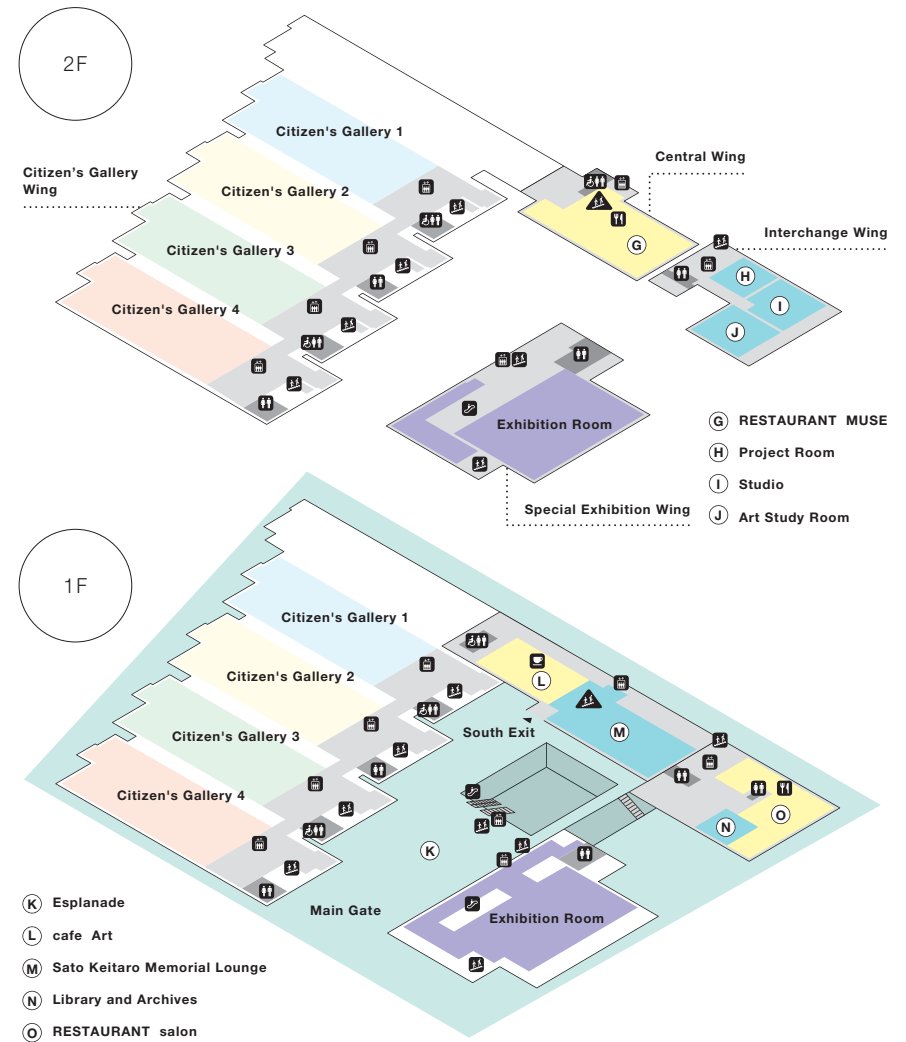 2F
Citizen's Gallery 1
Central Wing
Citizen's Gallery
Wing
Citizen's Gallery 2
Interchange Wing
Citizen's Gallery 3
G
H
I
Citizen's Gallery 4
J
Exhibition Room
G RESTAURANT MUSE
H Project Room
I Studio
J Art Study Room
Special Exhibition Wing
1F
Citizen's Gallery 1
Citizen's Gallery 2
L
South Exit
M
Citizen's Gallery 3
Citizen's Gallery 4
O
N
K
Main Gate
Exhibition Room
K Esplanade
L cafe Art
M Sato Keitaro Memorial Lounge
N Library and Archives
O RESTAURANT salon